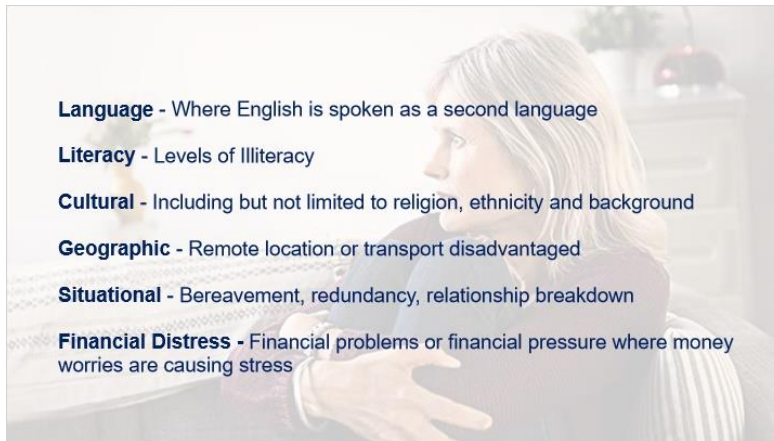 Language - Where English is spoken as a second language
Literacy - Levels of Illiteracy
Cultural - Including but not limited to religion, ethnicity and background
Geographic - Remote location or transport disadvantaged
Situational - Bereavement, redundancy, relationship breakdown
Financial Distress - Financial problems or financial pressure where money
worries are causing stress